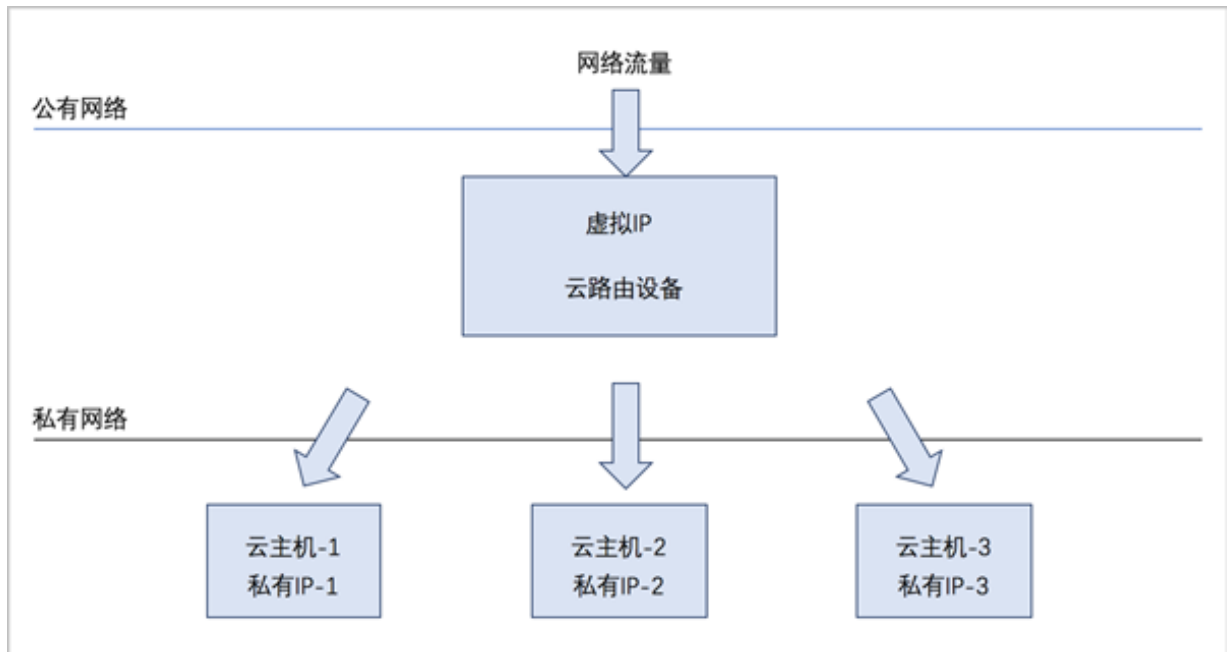 网络流量
公有网络
虚拟IP
云路由设备
私有网络
云主机-1
私有IP-1
云主机-2
私有IP-2
云主机-3
私有IP-3